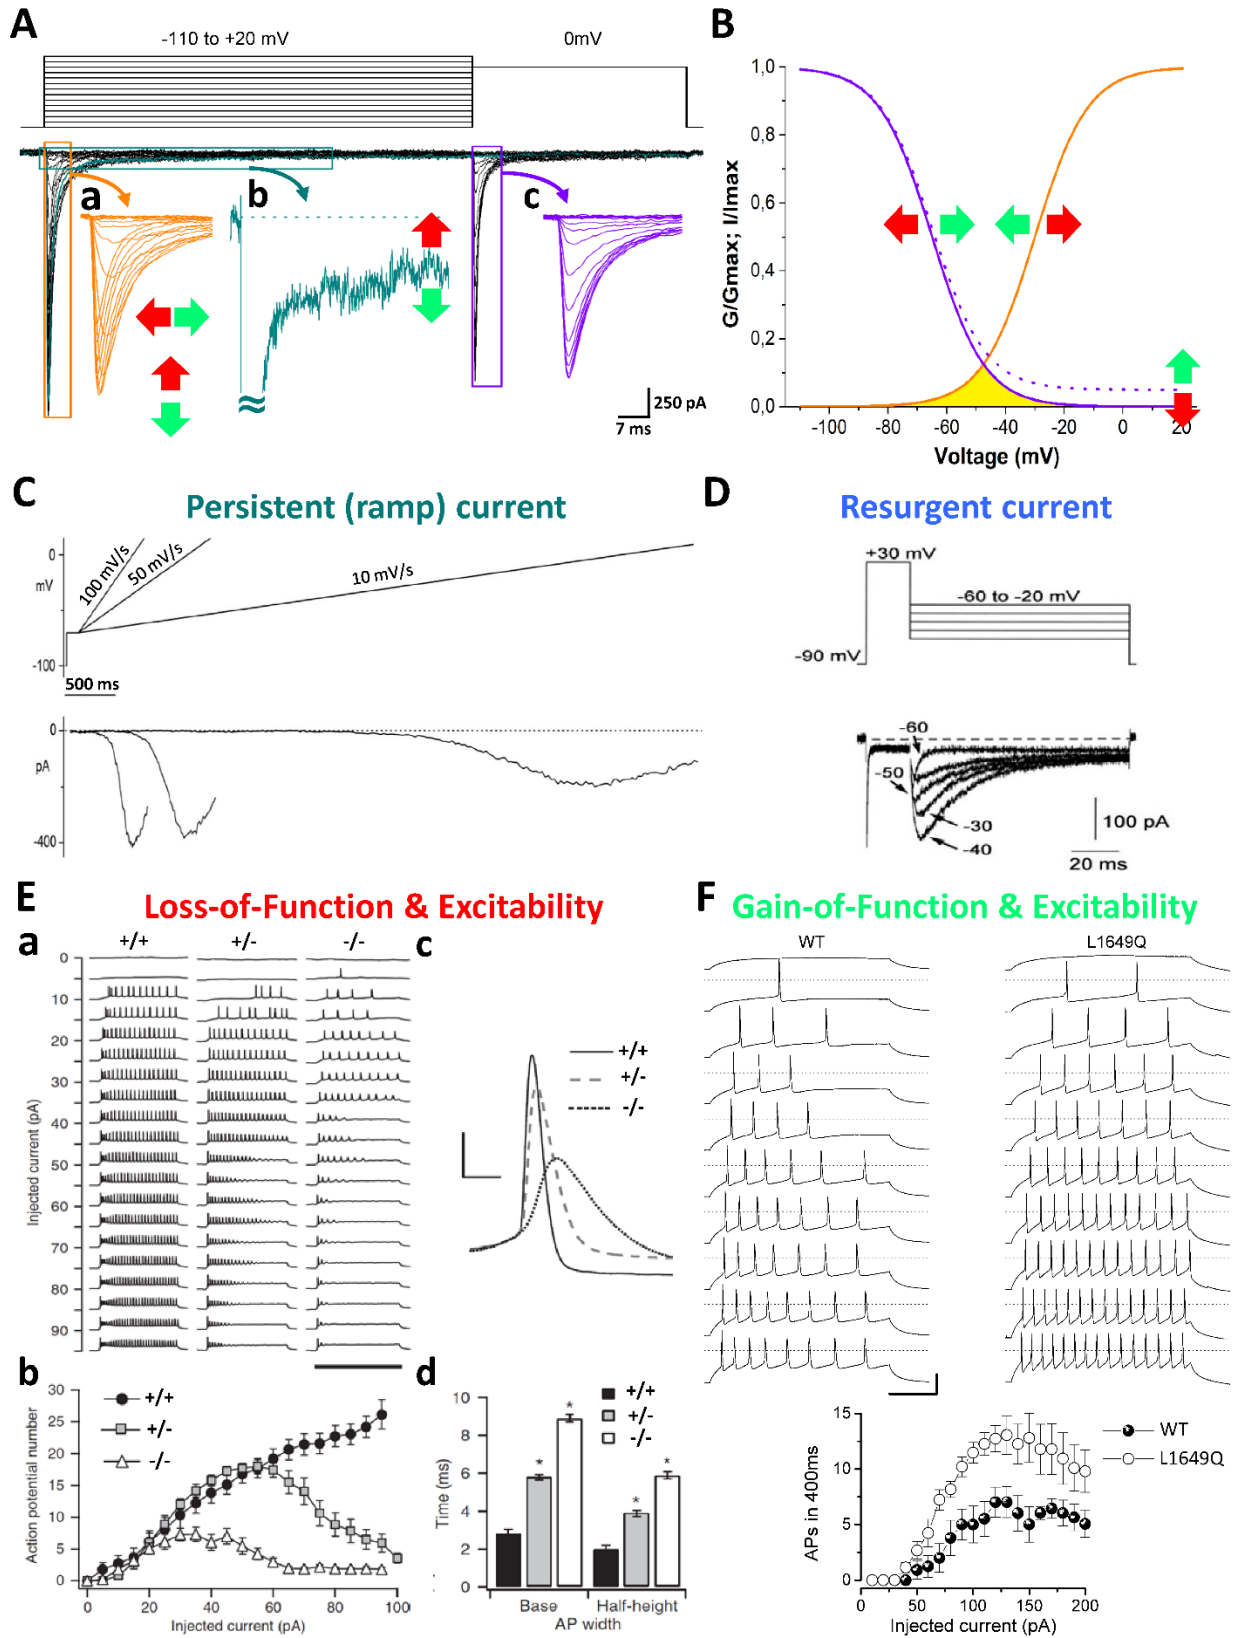 A
-110 to +20 mV
0mV
a
b
c
250 pA
7 ms
B
G/Gmax; I/Imax
1,0
0,8
0,6
0,4
0,2
0,0
-100
-80
-60
-40
-20
0
20
Voltage (mV)
C
Persistent (ramp) current
0
mV
-100
100 mV/s
50 mV/s
10 mV/s
500 ms
0
pA
-400
D
Resurgent current
+30 mV
-60 to -20 mV
-90 mV
-60
-50
-30
-40
100 pA
20 ms
E
Loss-of-Function & Excitability
a
+/+
+/-
-/-
Injected current (pA)
0
10
20
30
40
50
60
70
80
90
c
+/+
+/-
-/-
b
Action potential number
30
25
20
15
10
5
0
+/+
+/-
-/-
0
20
40
60
80
100
Injected current (pA)
d
Time (ms)
10
8
6
4
2
0
+/+
+/-
-/-
*
*
*
*
Base
Half-height
AP width
F
Gain-of-Function & Excitability
WT
L1649Q
APs in 400ms
15
10
5
0
WT
L1649Q
0
50
100
150
200
Injected current (pA)